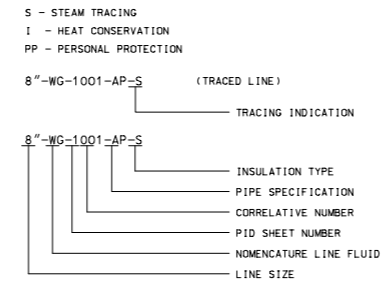 S - STEAM TRACING
I - HEAT CONSERVATION
PP - PERSONAL PROTECTION
8"-WG-1001-AP-S (TRACED LINE)
TRACING INDICATION
8"-WG-1001-AP-S
INSULATION TYPE
PIPE SPECIFICATION
CORRELATIVE NUMBER
PID SHEET NUMBER
NOMENCATURE LINE FLUID
LINE SIZE